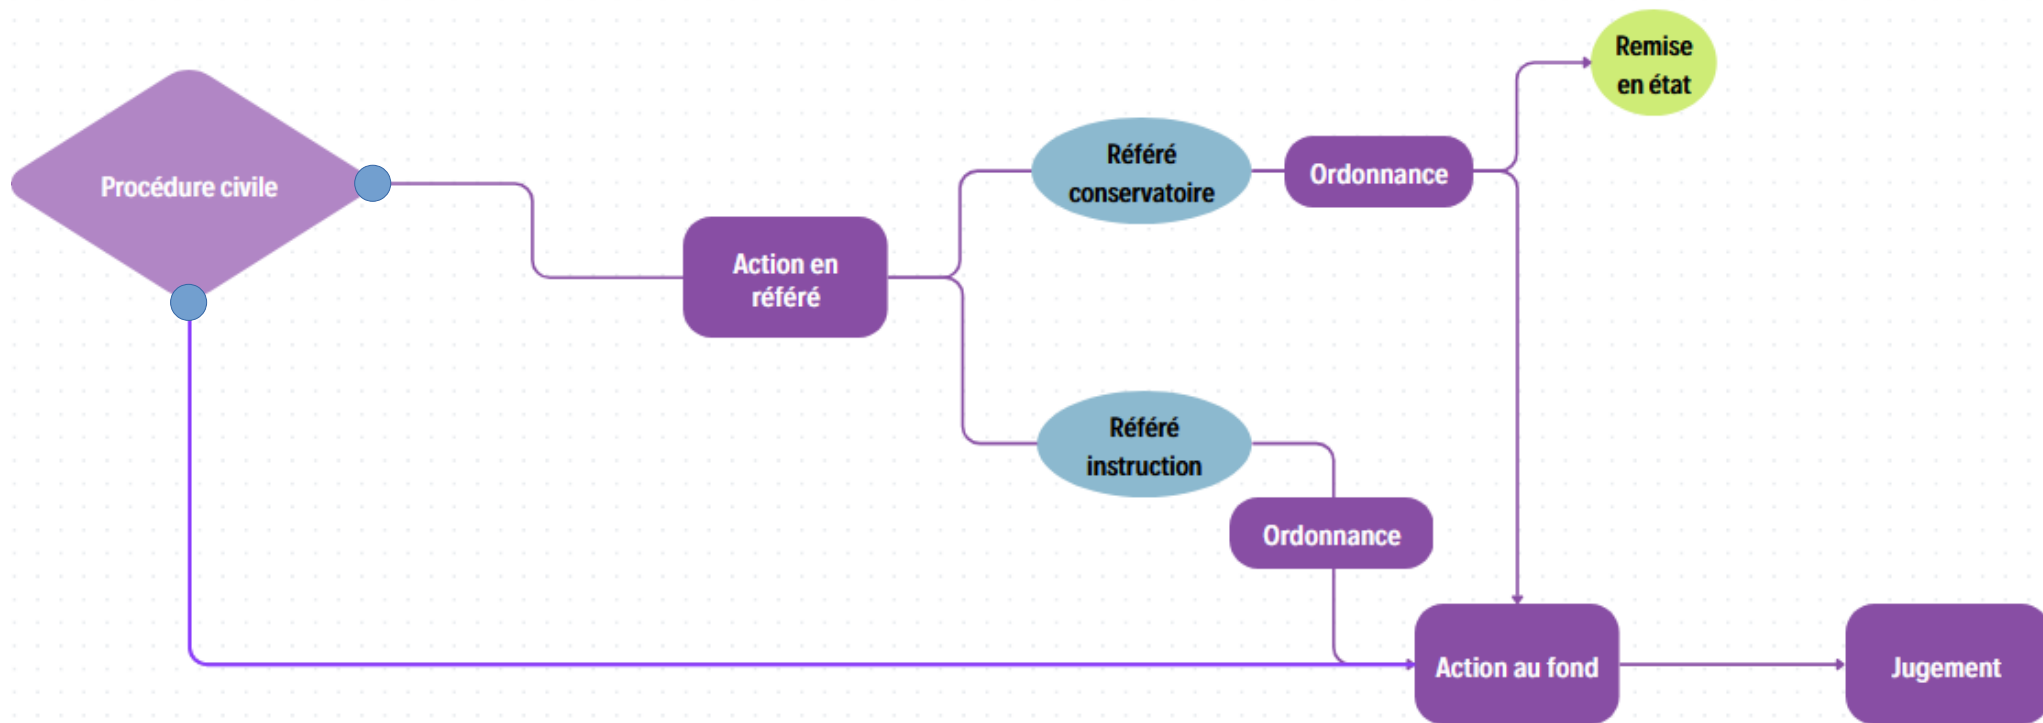 Remise
en état
Référé
conservatoire
Ordonnance
Procédure civile
Action en
référé
Référé
instruction
Ordonnance
Action au fond
Jugement